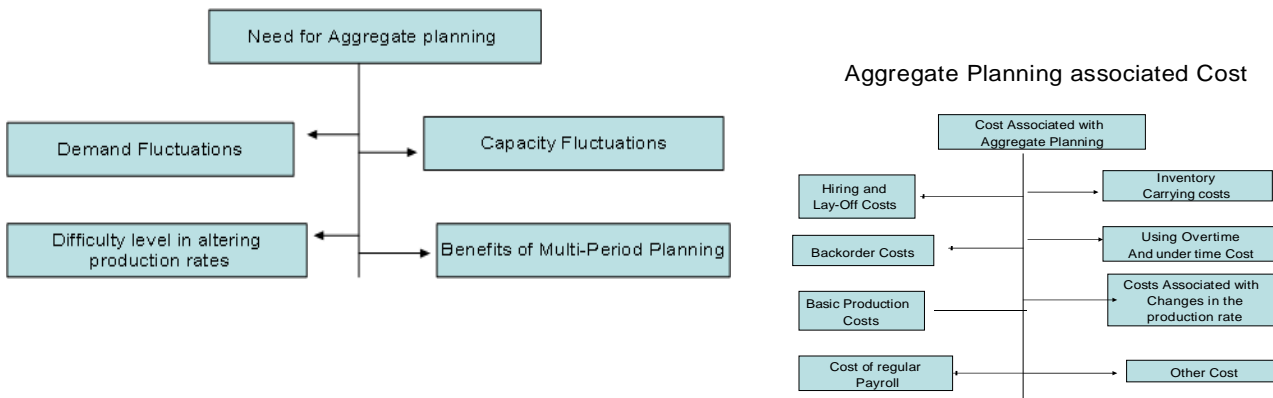 Need for Aggregate planning
Demand Fluctuations
Capacity Fluctuations
Difficulty level in altering
production rates
Benefits of Multi-Period Planning
Aggregate Planning associated Cost
Cost Associated with
Aggregate Planning
Hiring and
Lay-Off Costs
Inventory
Carrying costs
Backorder Costs
Using Overtime
And under time Cost
Basic Production
Costs
Costs Associated with
Changes in the
production rate
Cost of regular
Payroll
Other Cost